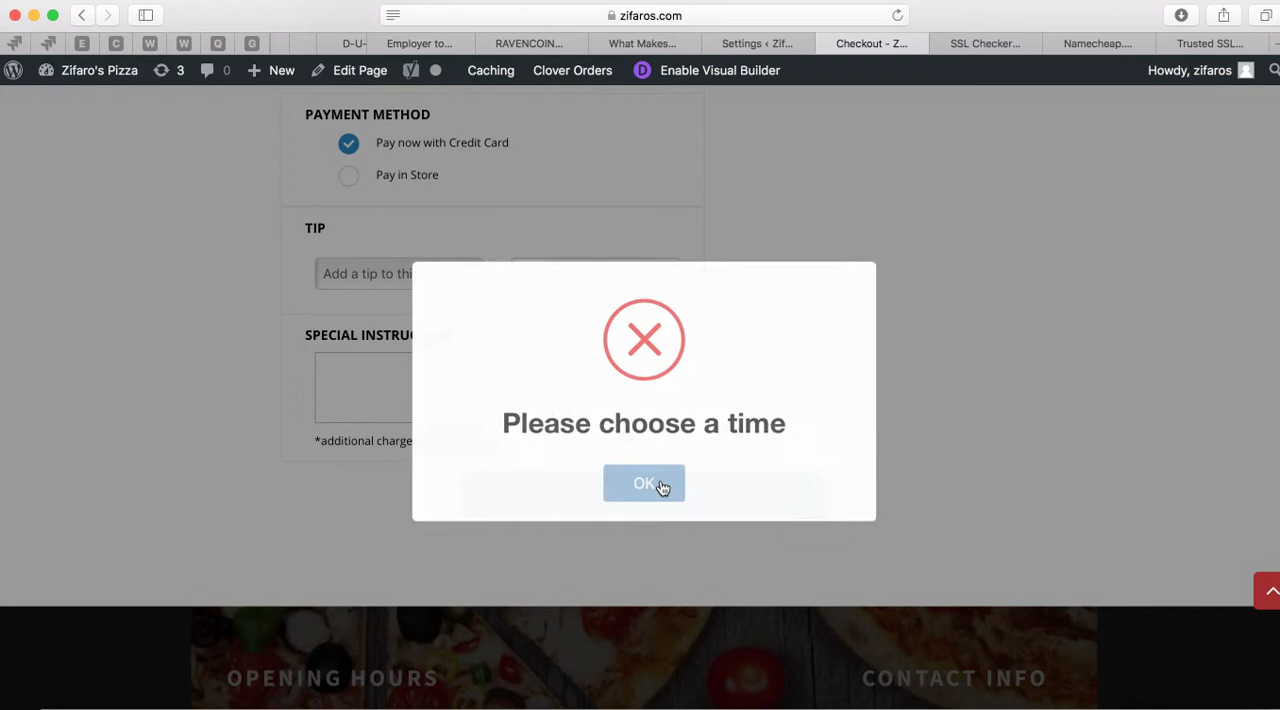 zifaros.com
E C W W Q G D-U- Employer to... RAVENCOIN... What Makes... Settings ‹ Zif... Checkout - Z... SSL Checker... Namecheap.... Trusted SSL...
Zifaro's Pizza 3 0 New Edit Page Caching Clover Orders D Enable Visual Builder Howdy, zifaros
PAYMENT METHOD
Pay now with Credit Card
Pay in Store
TIP
Add a tip to thi
SPECIAL INSTRUC
*additional charge
Please choose a time
OK
OPENING HOURS
CONTACT INFO